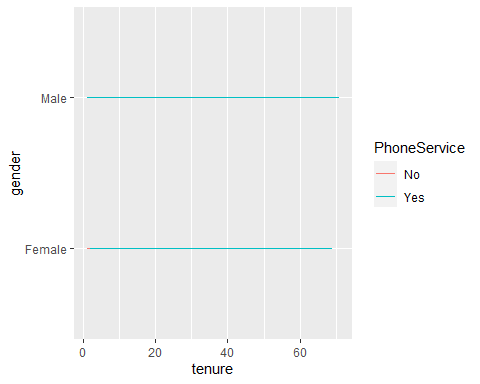 Male
Female
gender
0 20 40 60
tenure
PhoneService
No
Yes